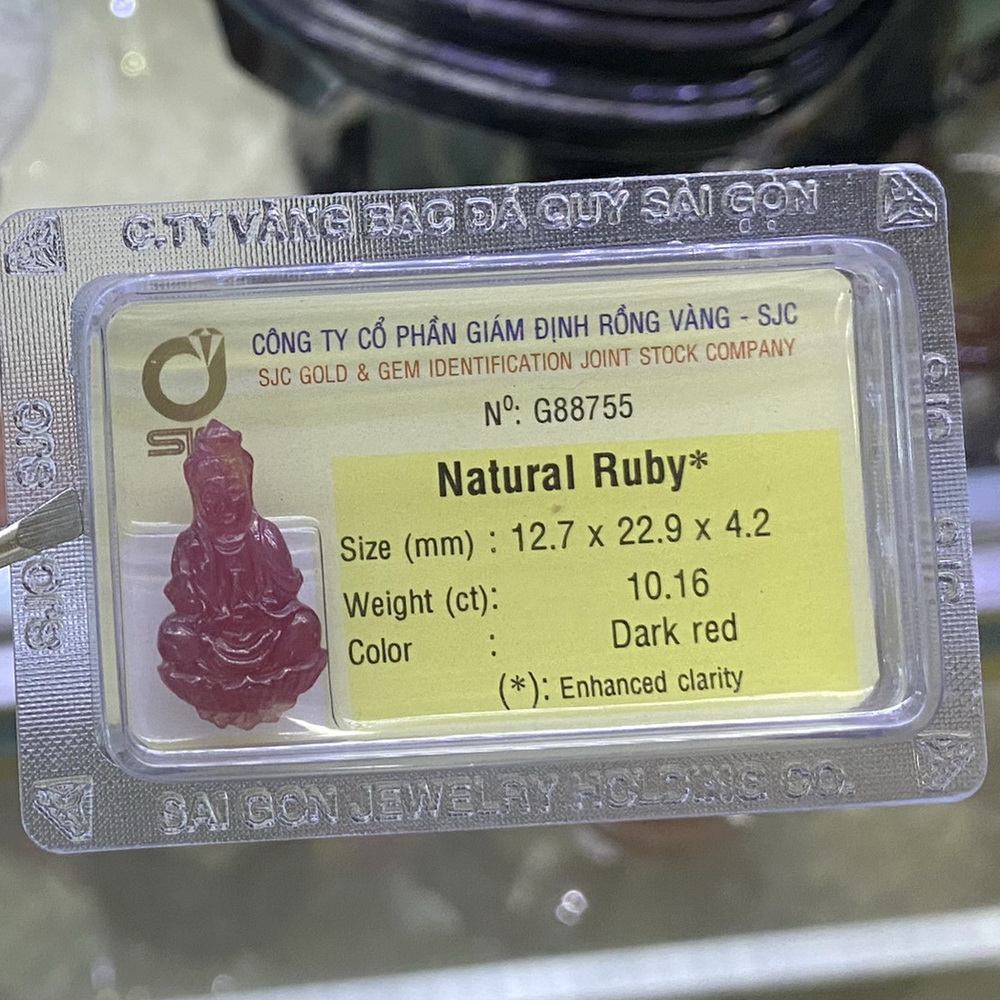 C.TY VÀNG BẠC ĐÁ QUÝ SÀI GỌN
CÔNG TY CỔ PHẦN GIÁM ĐỊNH RỒNG VÀNG - SJC
SJC GOLD & GEM IDENTIFICATION JOINT STOCK COMPANY
Nº: G88755
Natural Ruby*
Size (mm) : 12.7 x 22.9 x 4.2
Weight (ct): 10.16
Color : Dark red
(*): Enhanced clarity
SJC
SAI GON JEWELRY HOLDING CO.